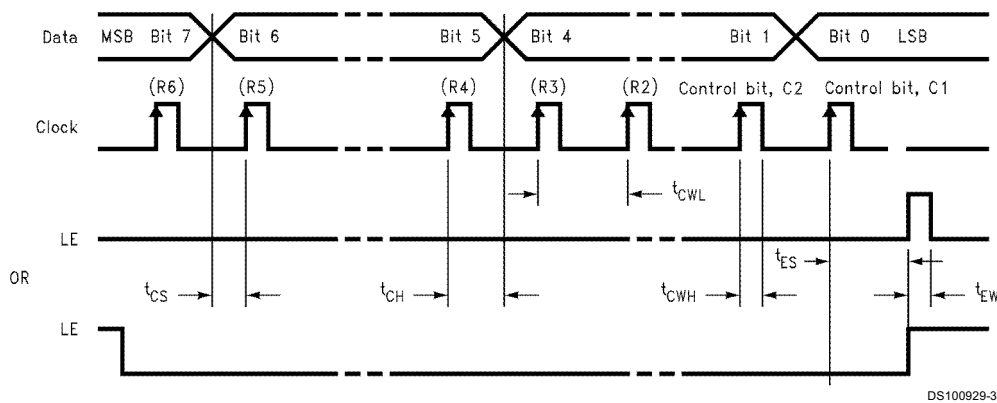 Data MSB Bit 7 Bit 6 Bit 5 Bit 4 Bit 1 Bit 0 LSB
(R6) (R5) (R4) (R3) (R2) Control bit, C2 Control bit, C1
Clock
tCWL
LE
tES
OR
tCS tCH tCWH tEW
LE
DS100929-3